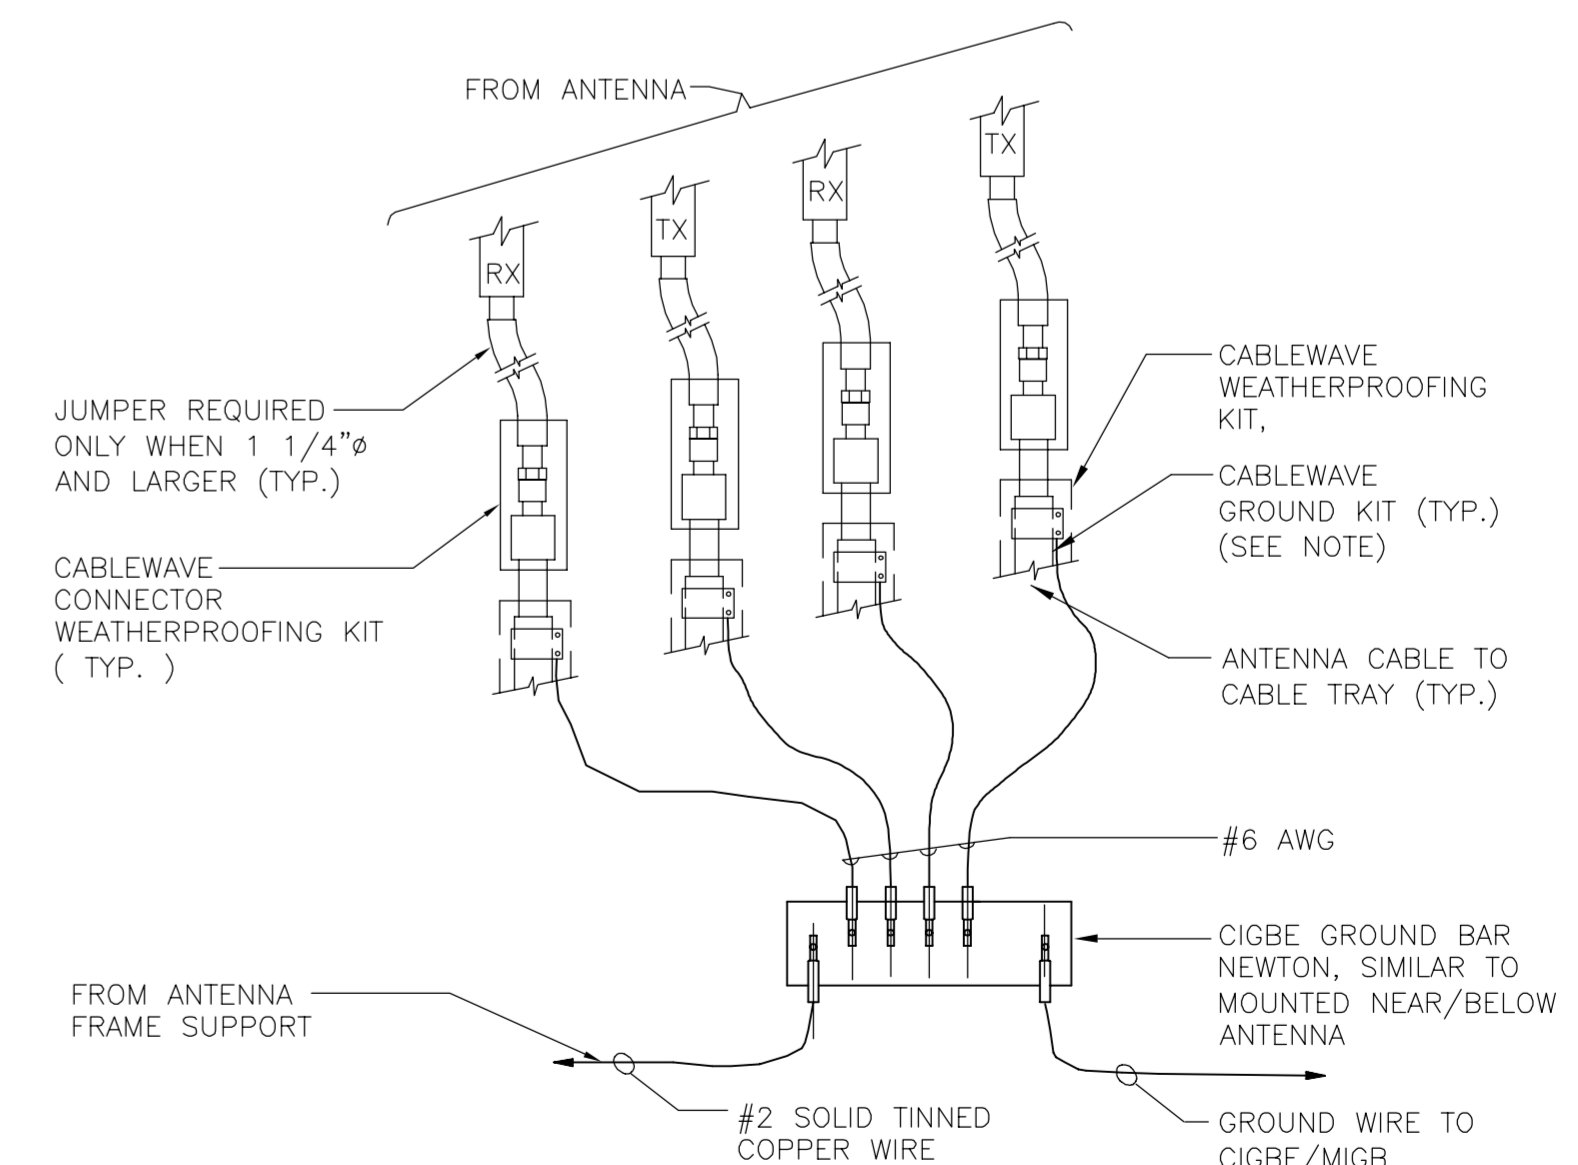 FROM ANTENNA
TX
RX
TX
RX
JUMPER REQUIRED
ONLY WHEN 1 1/4"ø
AND LARGER (TYP.)
CABLEWAVE
CONNECTOR
WEATHERPROOFING KIT
( TYP. )
CABLEWAVE
WEATHERPROOFING
KIT,
CABLEWAVE
GROUND KIT (TYP.)
(SEE NOTE)
ANTENNA CABLE TO
CABLE TRAY (TYP.)
#6 AWG
CIGBE GROUND BAR
NEWTON, SIMILAR TO
MOUNTED NEAR/BELOW
ANTENNA
FROM ANTENNA
FRAME SUPPORT
#2 SOLID TINNED
COPPER WIRE
GROUND WIRE TO
CIGBE/MIGB